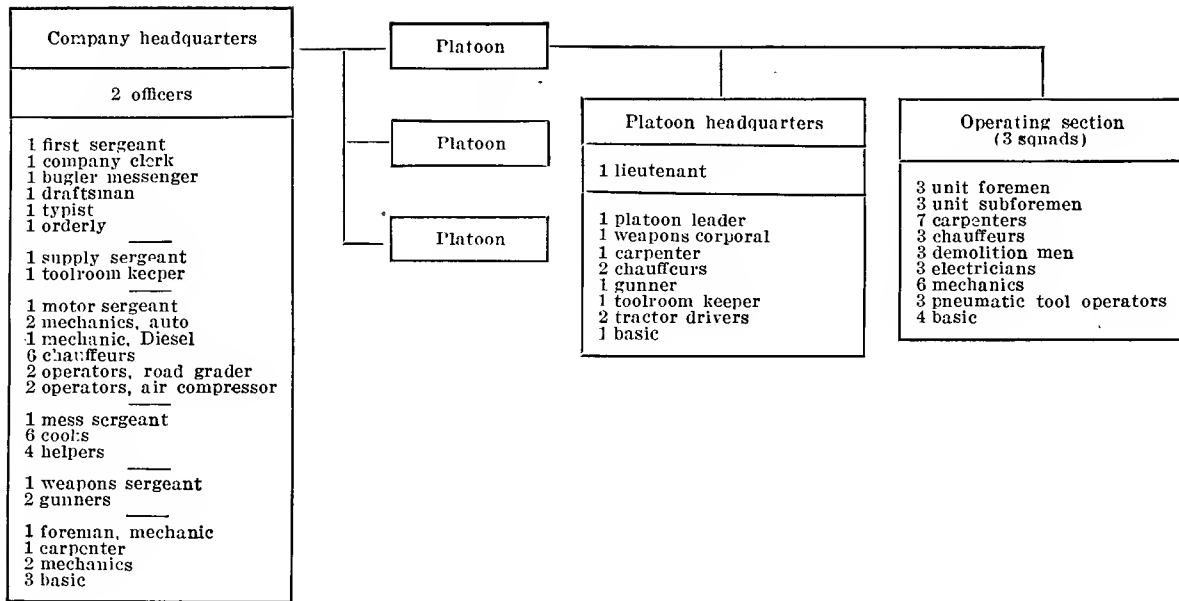 Company headquarters
2 officers
1 first sergeant
1 company clerk
1 bugler messenger
1 draftsman
1 typist
1 orderly
1 supply sergeant
1 toolroom keeper
1 motor sergeant
2 mechanics, auto
1 mechanic, Diesel
6 chauffeurs
2 operators, road grader
2 operators, air compressor
1 mess sergeant
6 cooks
4 helpers
1 weapons sergeant
2 gunners
1 foreman, mechanic
1 carpenter
2 mechanics
3 basic
Platoon
Platoon
Platoon
Platoon headquarters
1 lieutenant
1 platoon leader
1 weapons corporal
1 carpenter
2 chauffeurs
1 gunner
1 toolroom keeper
2 tractor drivers
1 basic
Operating section
(3 squads)
3 unit foremen
3 unit subforemen
7 carpenters
3 chauffeurs
3 demolition men
3 electricians
6 mechanics
3 pneumatic tool operators
4 basic